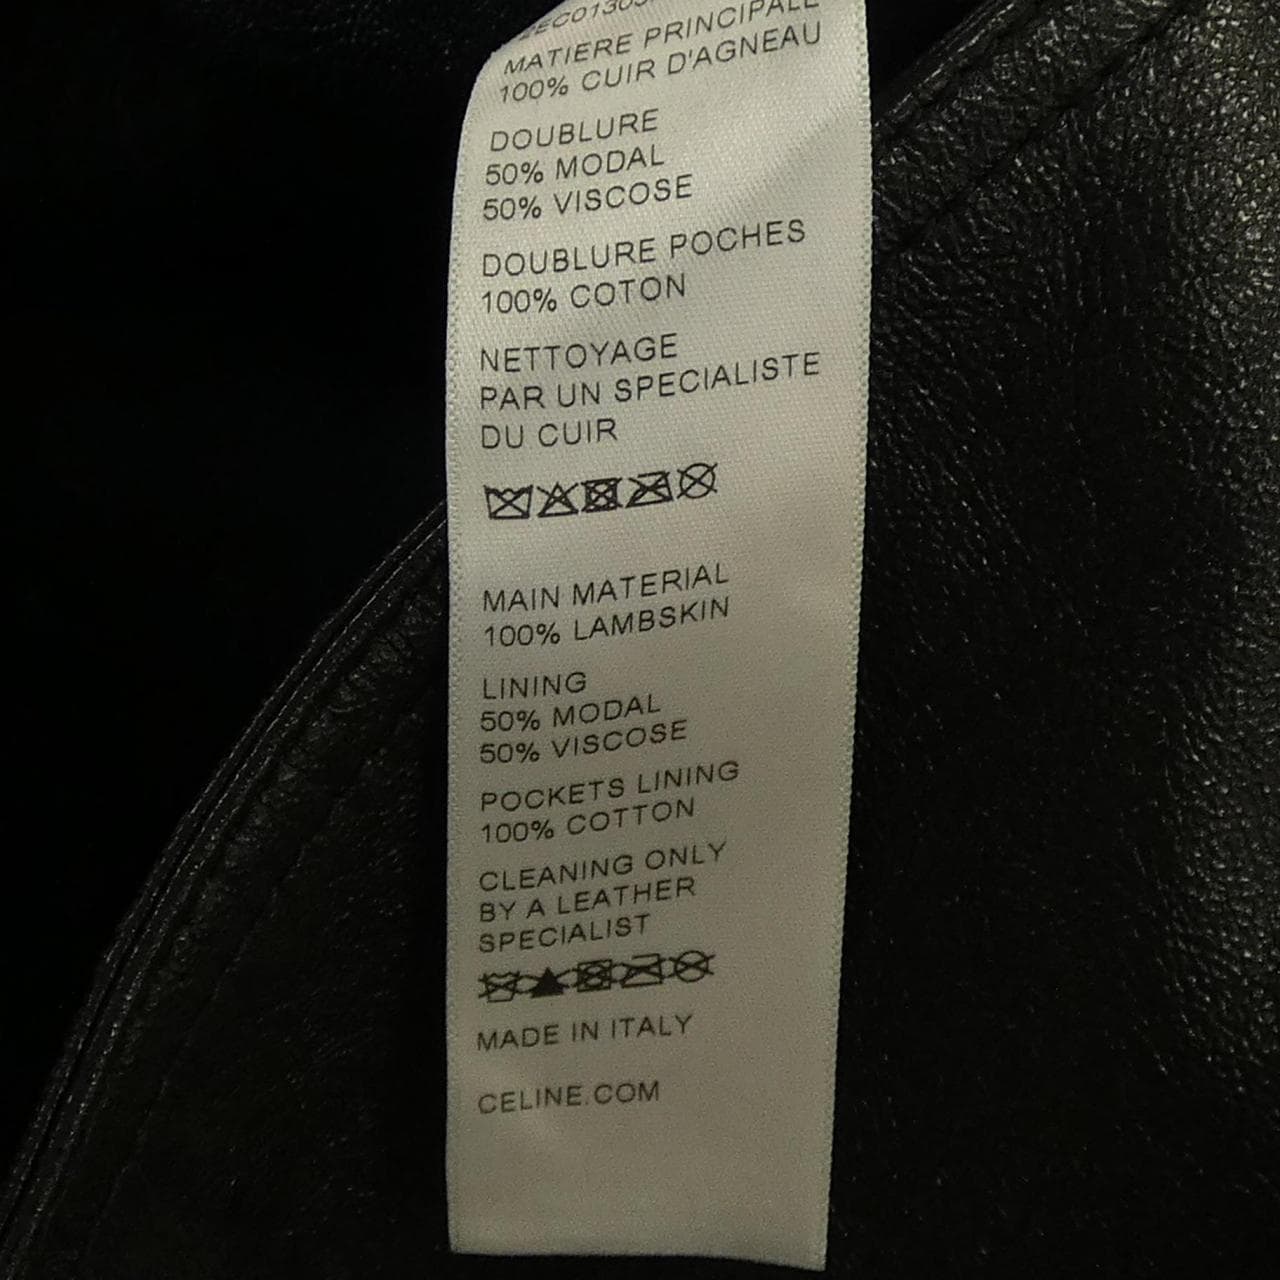 MATIERE PRINCIPALE
100% CUIR D'AGNEAU
DOUBLURE
50% MODAL
50% VISCOSE
DOUBLURE POCHES
100% COTON
NETTOYAGE
PAR UN SPECIALISTE
DU CUIR
MAIN MATERIAL
100% LAMBSKIN
LINING
50% MODAL
50% VISCOSE
POCKETS LINING
100% COTTON
CLEANING ONLY
BY A LEATHER
SPECIALIST
MADE IN ITALY
CELINE.COM